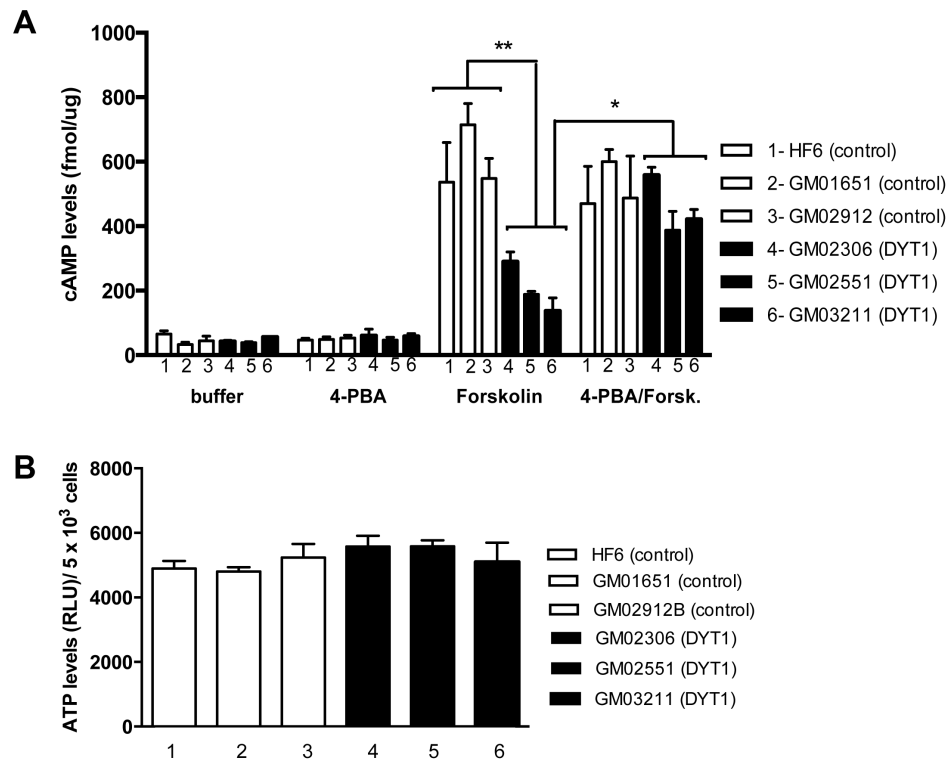 A
cAMP levels (fmol/ug)
1000
800
600
400
200
0
**
*
1 2 3 4 5 6 1 2 3 4 5 6 1 2 3 4 5 6 1 2 3 4 5 6
buffer 4-PBA Forskolin 4-PBA/Forsk.
1- HF6 (control)
2- GM01651 (control)
3- GM02912 (control)
4- GM02306 (DYT1)
5- GM02551 (DYT1)
6- GM03211 (DYT1)
B
ATP levels (RLU)/ 5 x 10³ cells
8000
6000
4000
2000
0
1 2 3 4 5 6
HF6 (control)
GM01651 (control)
GM02912B (control)
GM02306 (DYT1)
GM02551 (DYT1)
GM03211 (DYT1)